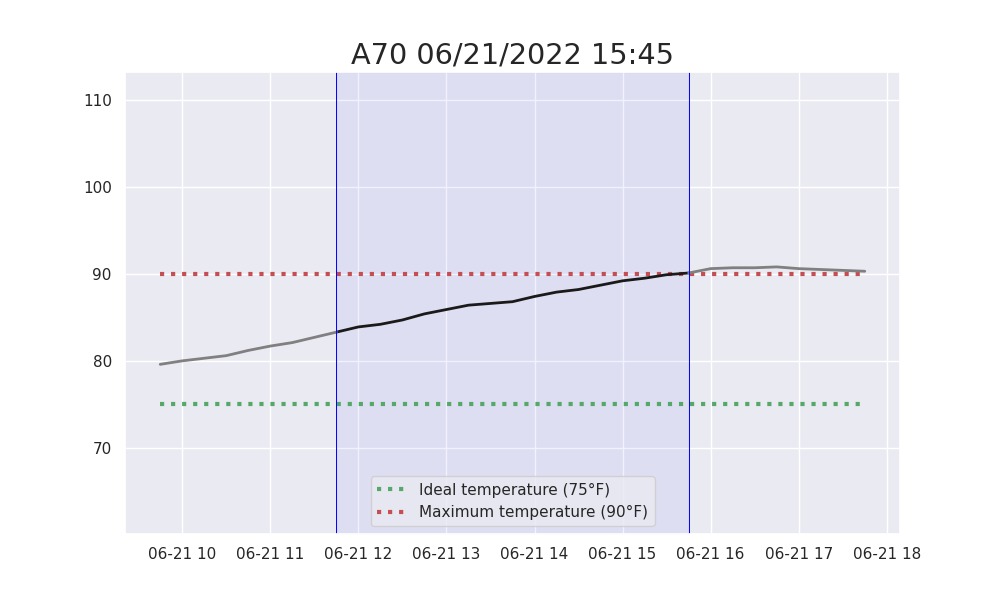 A70 06/21/2022 15:45
110
100
90
80
70
Ideal temperature (75°F)
Maximum temperature (90°F)
06-21 10 06-21 11 06-21 12 06-21 13 06-21 14 06-21 15 06-21 16 06-21 17 06-21 18